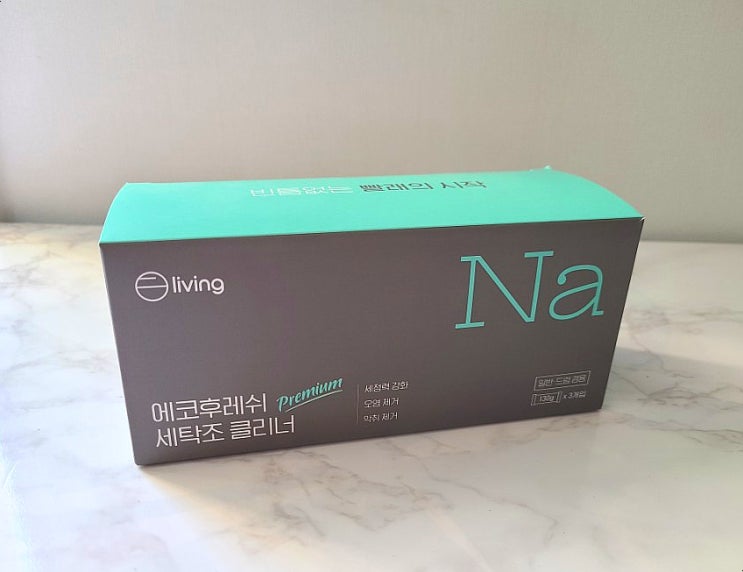 빈틈없는 빨래의 시작
living
Na
에코후레쉬 Premium
세탁조 클리너
세정력 강화
오염 제거
악취 제거
일반·드럼 겸용
130g x 3개입